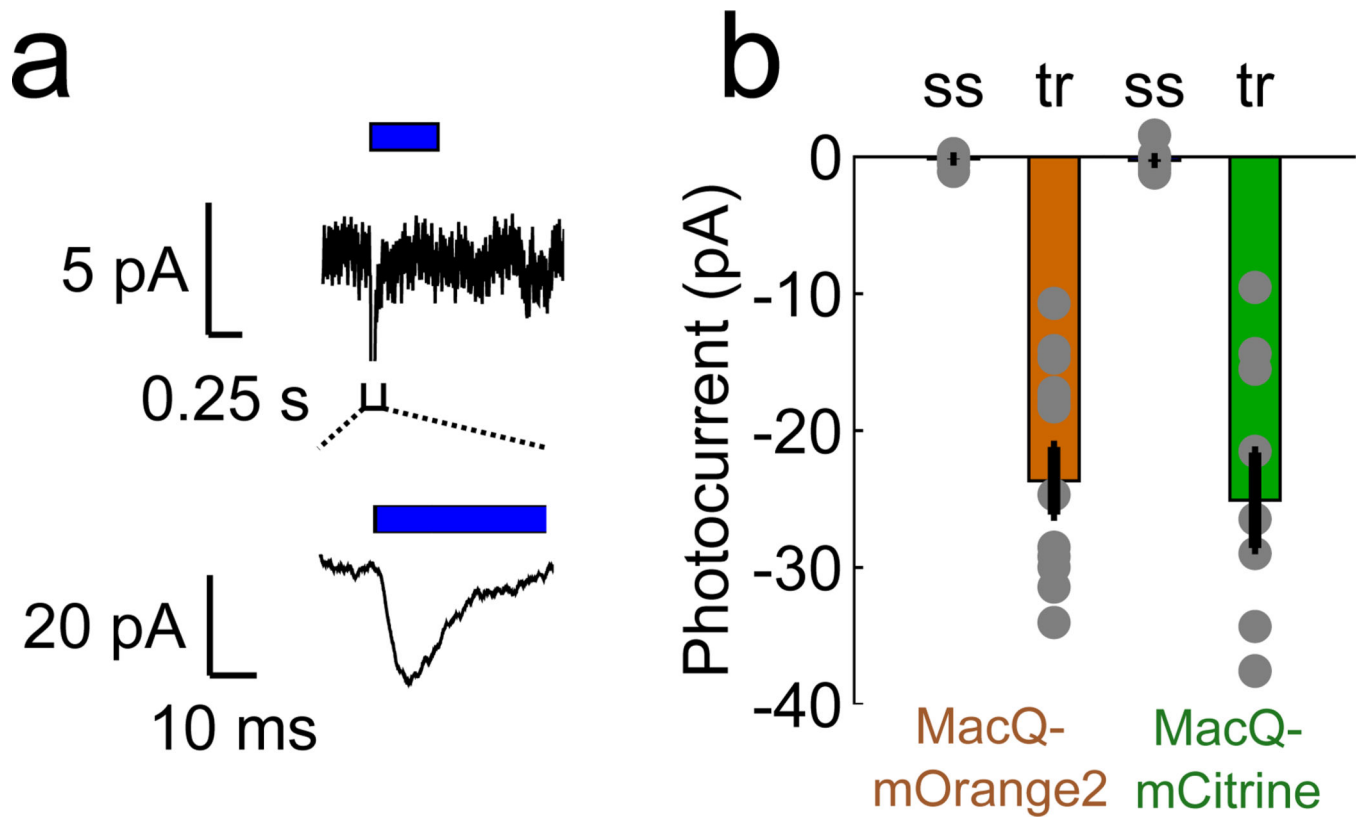 a
5 pA
0.25 s
20 pA
10 ms
b
ss tr ss tr
Photocurrent (pA)
0
-10
-20
-30
-40
MacQ-
mOrange2
MacQ-
mCitrine